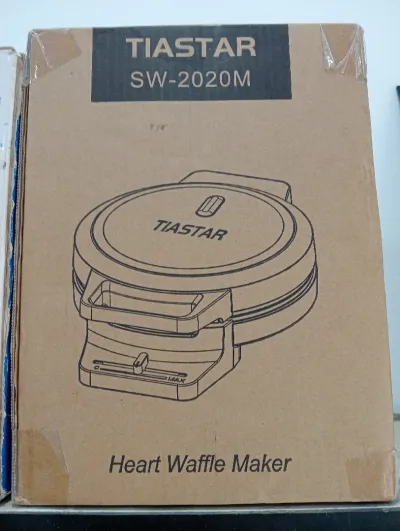 TIASTAR
SW-2020M
TIASTAR
MAX
Heart Waffle Maker